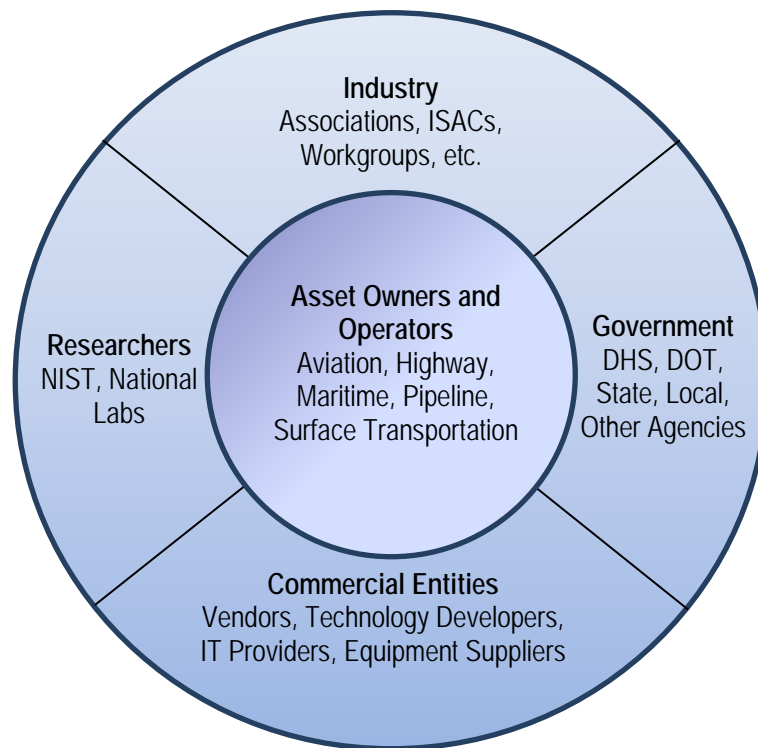 Industry
Associations, ISACs,
Workgroups, etc.
Asset Owners and
Operators
Aviation, Highway,
Maritime, Pipeline,
Surface Transportation
Researchers
NIST, National
Labs
Government
DHS, DOT,
State, Local,
Other Agencies
Commercial Entities
Vendors, Technology Developers,
IT Providers, Equipment Suppliers